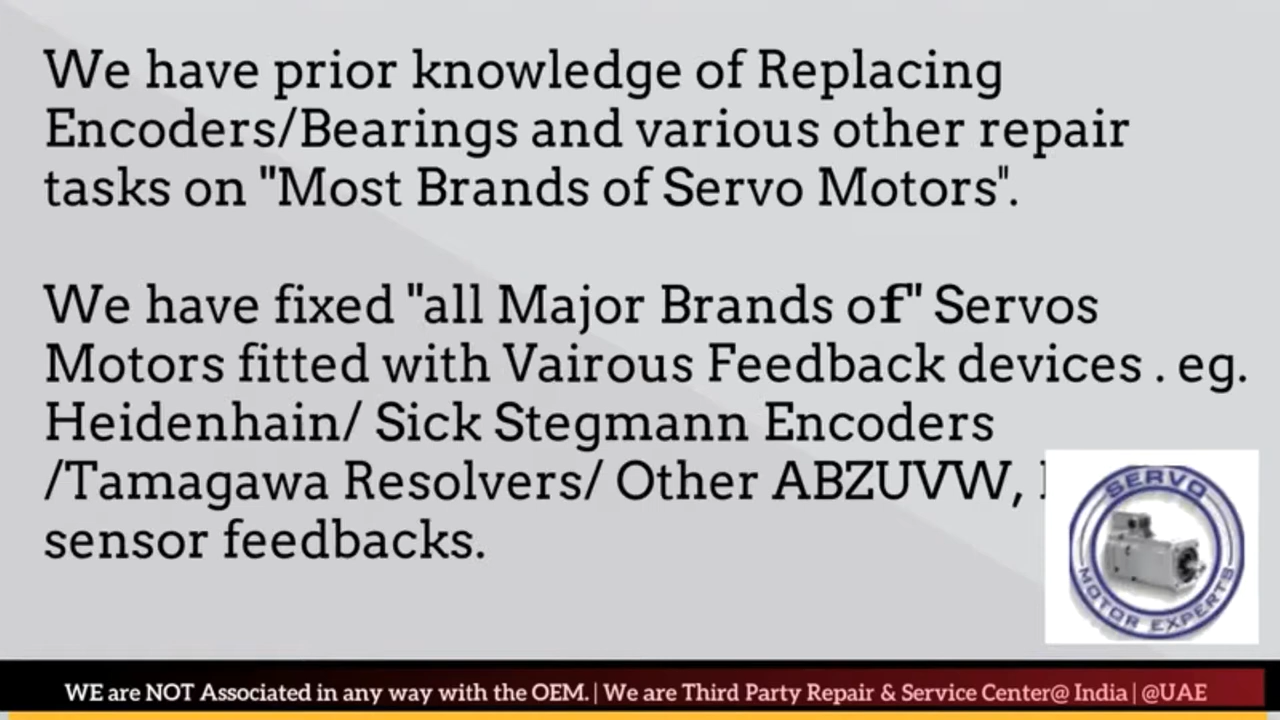 We have prior knowledge of Replacing
Encoders/Bearings and various other repair
tasks on "Most Brands of Servo Motors".
We have fixed "all Major Brands of" Servos
Motors fitted with Vairous Feedback devices . eg.
Heidenhain/ Sick Stegmann Encoders
/Tamagawa Resolvers/ Other ABZUVW,
sensor feedbacks.
SERVO
MOTOR EXPERTS
WE are NOT Associated in any way with the OEM. | We are Third Party Repair & Service Center@ India | @UAE